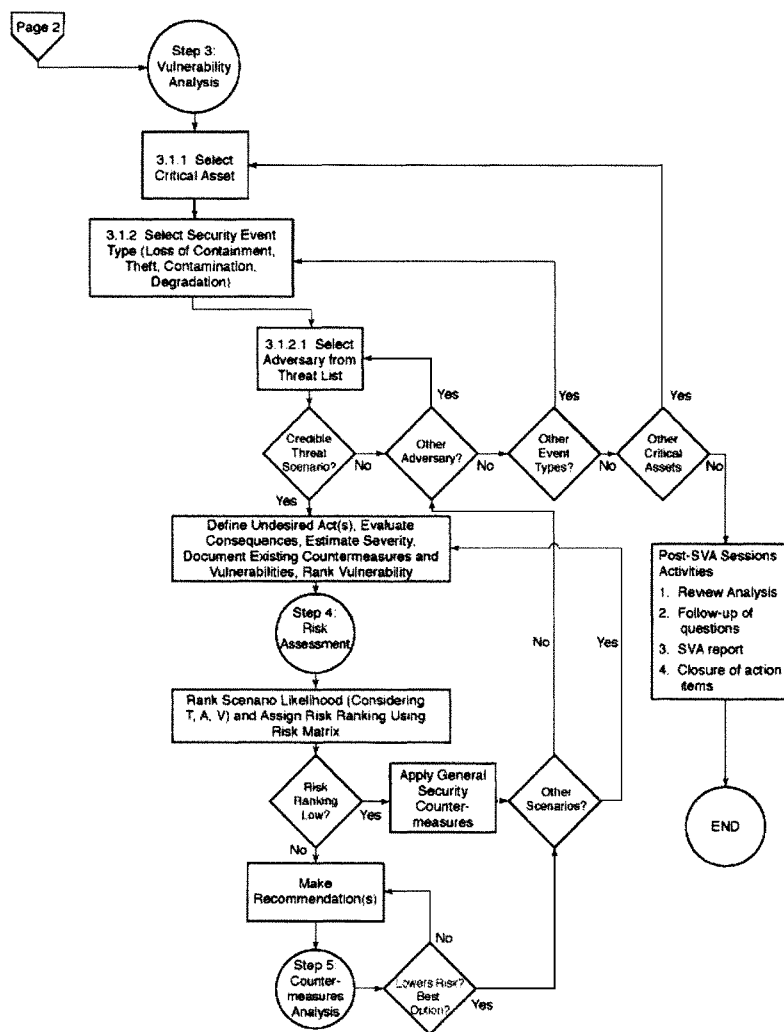 Page 2
Step 3:
Vulnerability
Analysis
3.1.1 Select
Critical Asset
3.1.2 Select Security Event
Type (Loss of Containment,
Theft, Contamination,
Degradation)
3.1.2.1 Select
Adversary from
Threat List
Yes
Yes
Yes
Credible
Threat
Scenario?
No
Other
Adversary?
No
Other
Event
Types?
No
Other
Critical
Assets
No
Yes
Define Undesired Act(s), Evaluate
Consequences, Estimate Severity,
Document Existing Countermeasures and
Vulnerabilities, Rank Vulnerability
Post-SVA Sessions
Activities
1. Review Analysis
2. Follow-up of
questions
3. SVA report
4. Closure of action
items
Step 4:
Risk
Assessment
No
Yes
Rank Scenario Likelihood (Considering
T, A, V) and Assign Risk Ranking Using
Risk Matrix
Risk
Ranking
Low?
Yes
Apply General
Security
Counter-
measures
Other
Scenarios?
END
No
Make
Recommendation(s)
No
Step 5
Counter-
measures
Analysis
Lowers Risk?
Best
Option?
Yes